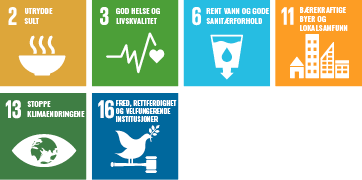 2 UTRYDDE
SULT
3 GOD HELSE OG
LIVSKVALITET
6 RENT VANN OG GODE
SANITÆRFORHOLD
11 BÆREKRAFTIGE
BYER OG
LOKALSAMFUNN
13 STOPPE
KLIMAENDRINGENE
16 FRED, RETTFERDIGHET
OG VELFUNGERENDE
INSTITUSJONER